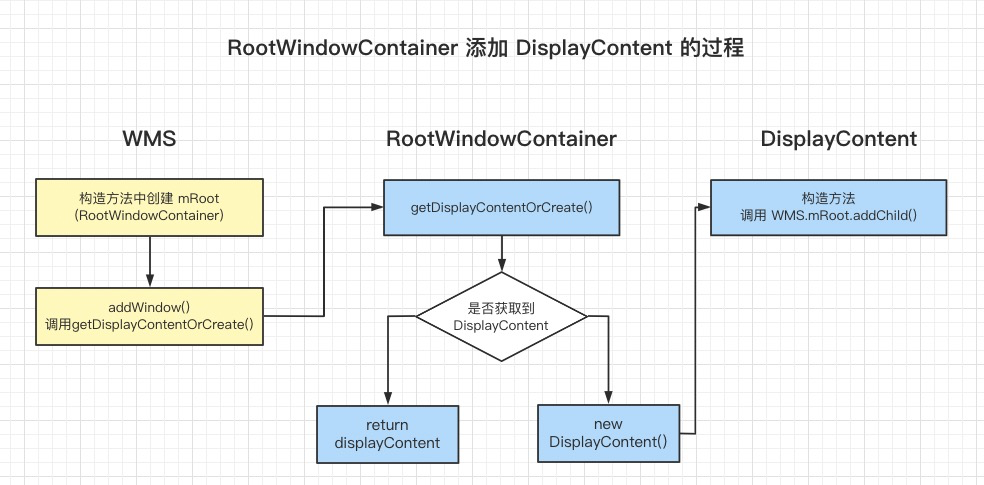 RootWindowContainer 添加 DisplayContent 的过程
WMS
RootWindowContainer
DisplayContent
构造方法中创建 mRoot
(RootWindowContainer)
getDisplayContentOrCreate()
构造方法
调用 WMS.mRoot.addChild()
addWindow()
调用getDisplayContentOrCreate()
是否获取到
DisplayContent
return
displayContent
new
DisplayContent()